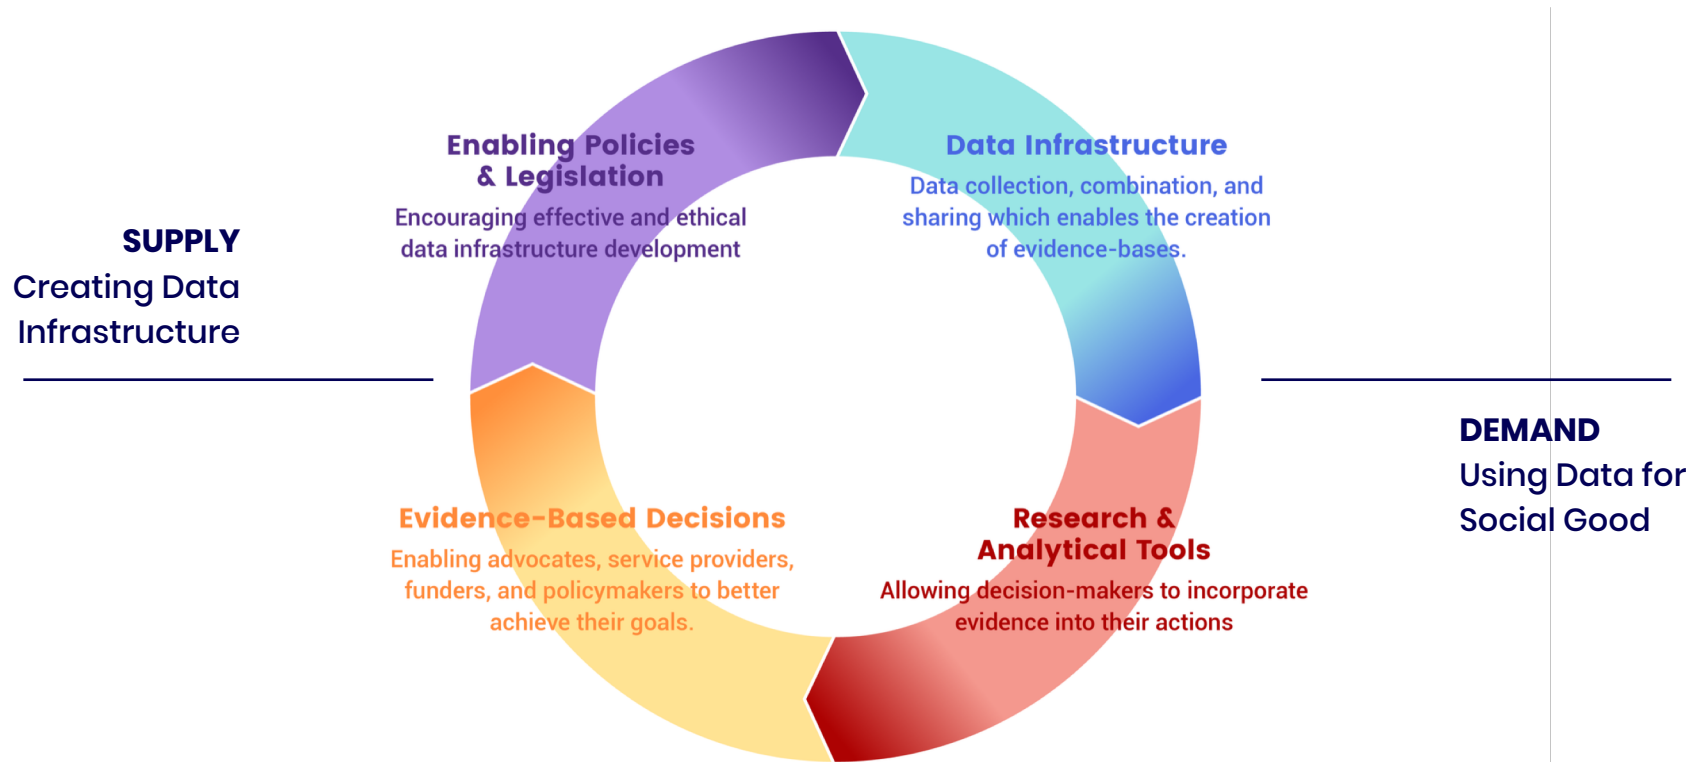 SUPPLY
Creating Data
Infrastructure
Enabling Policies
& Legislation
Encouraging effective and ethical
data infrastructure development
Data Infrastructure
Data collection, combination, and
sharing which enables the creation
of evidence-bases.
Evidence-Based Decisions
Enabling advocates, service providers,
funders, and policymakers to better
achieve their goals.
Research &
Analytical Tools
Allowing decision-makers to incorporate
evidence into their actions
DEMAND
Using Data for
Social Good